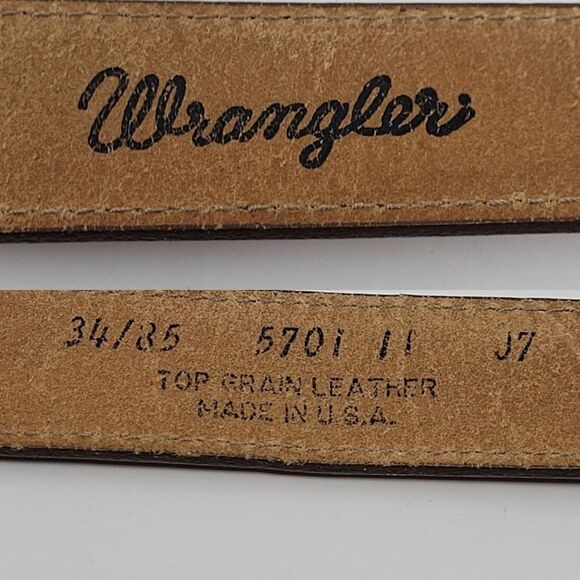 Wrangler
34/85 5701 11 J7
TOP GRAIN LEATHER
MADE IN U.S.A.